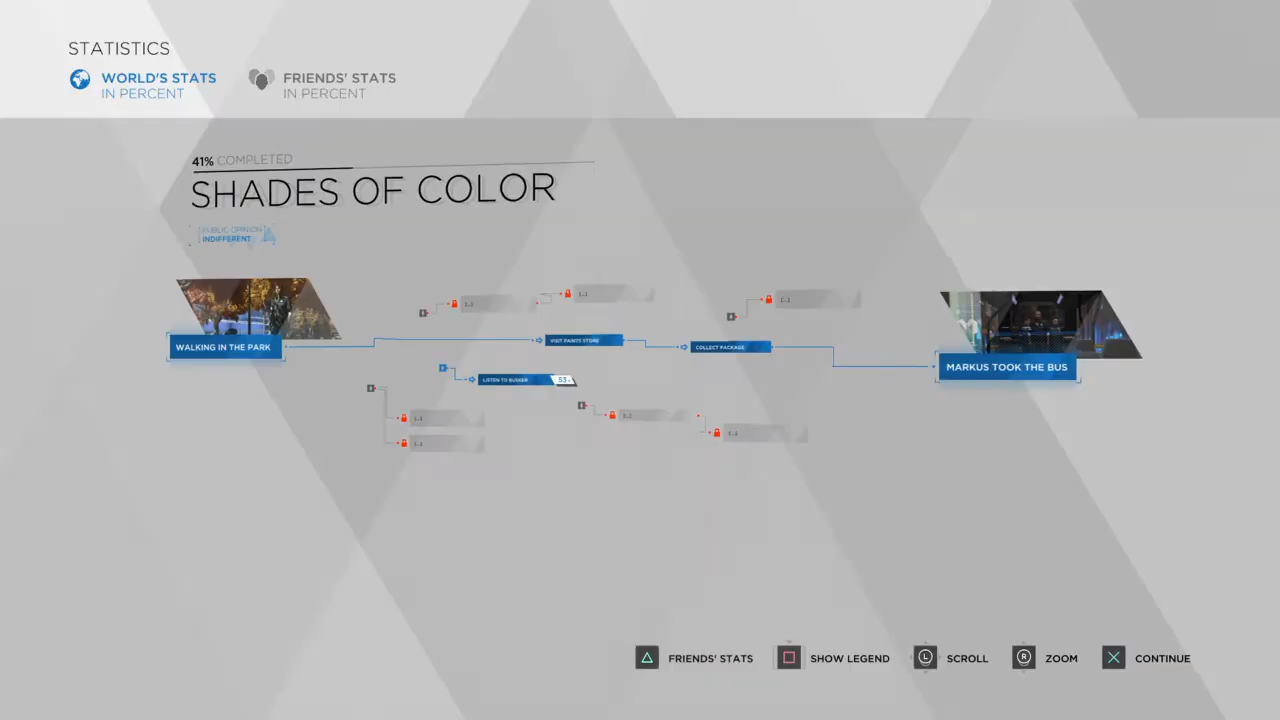 STATISTICS
WORLD'S STATS
IN PERCENT
FRIENDS' STATS
IN PERCENT
41% COMPLETED
SHADES OF COLOR
PUBLIC OPINION
INDIFFERENT
WALKING IN THE PARK
VISIT PAINTS STORE
COLLECT PACKAGE
MARKUS TOOK THE BUS
LISTEN TO BUSKER
53
FRIENDS' STATS
SHOW LEGEND
L
SCROLL
R
ZOOM
CONTINUE